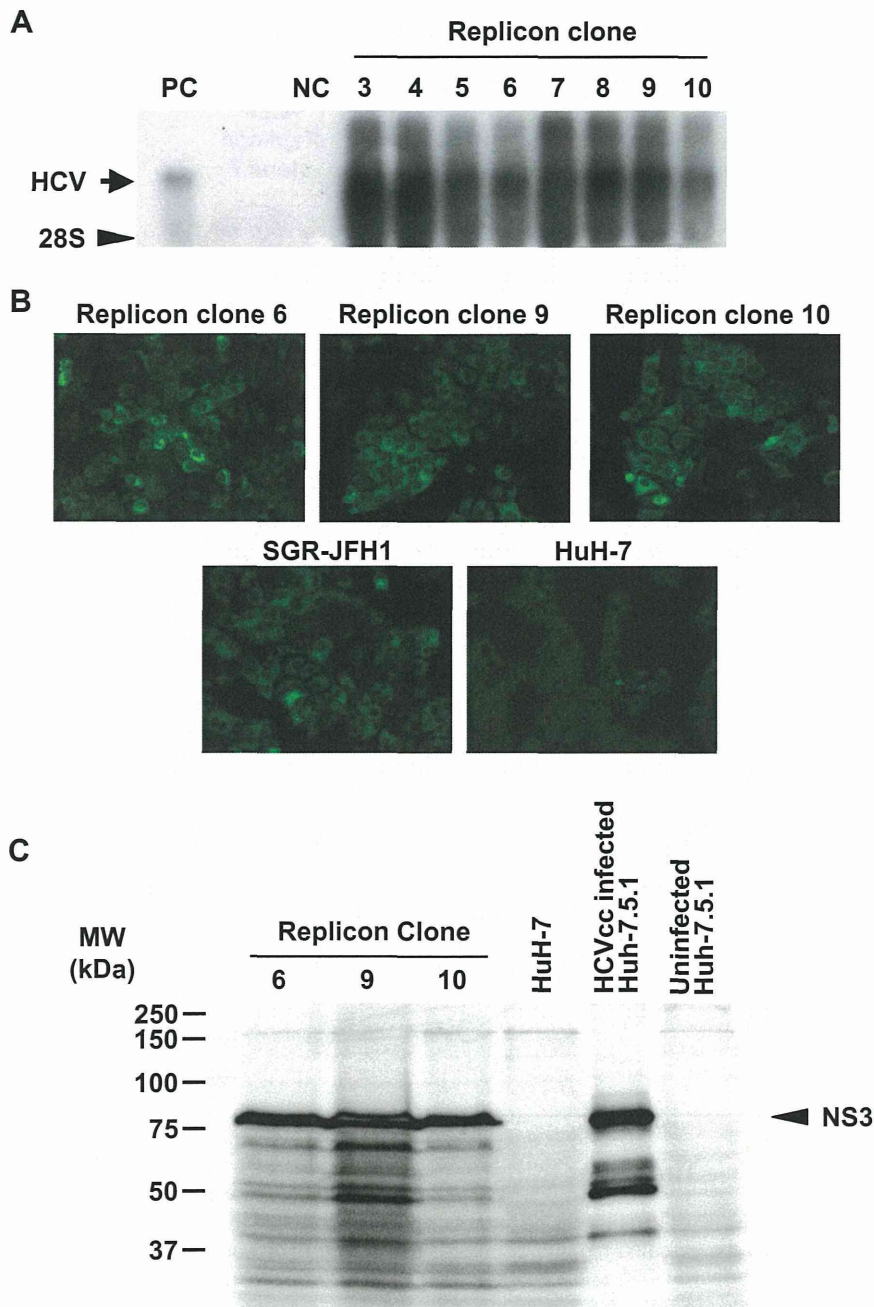 A
Replicon clone
PC NC 3 4 5 6 7 8 9 10
HCV
28S
B
Replicon clone 6 Replicon clone 9 Replicon clone 10
SGR-JFH1 HuH-7
C
MW
(kDa)
Replicon Clone
6 9 10
HuH-7
HCVcc infected
Huh-7.5.1
Uninfected
Huh-7.5.1
250
150
100
75
50
37
NS3